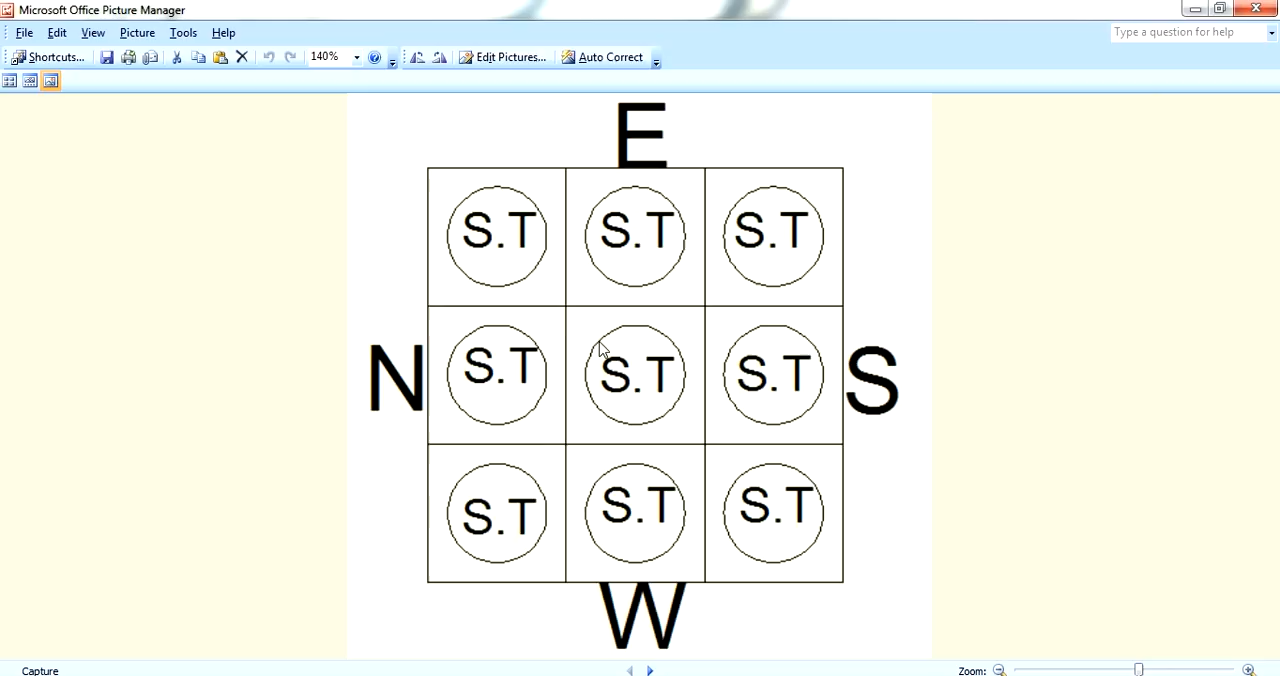 Microsoft Office Picture Manager
File Edit View Picture Tools Help
Type a question for help
Shortcuts... 140% Edit Pictures... Auto Correct
E
S.T S.T S.T
N S.T S.T S.T S
S.T S.T S.T
W
Capture Zoom: